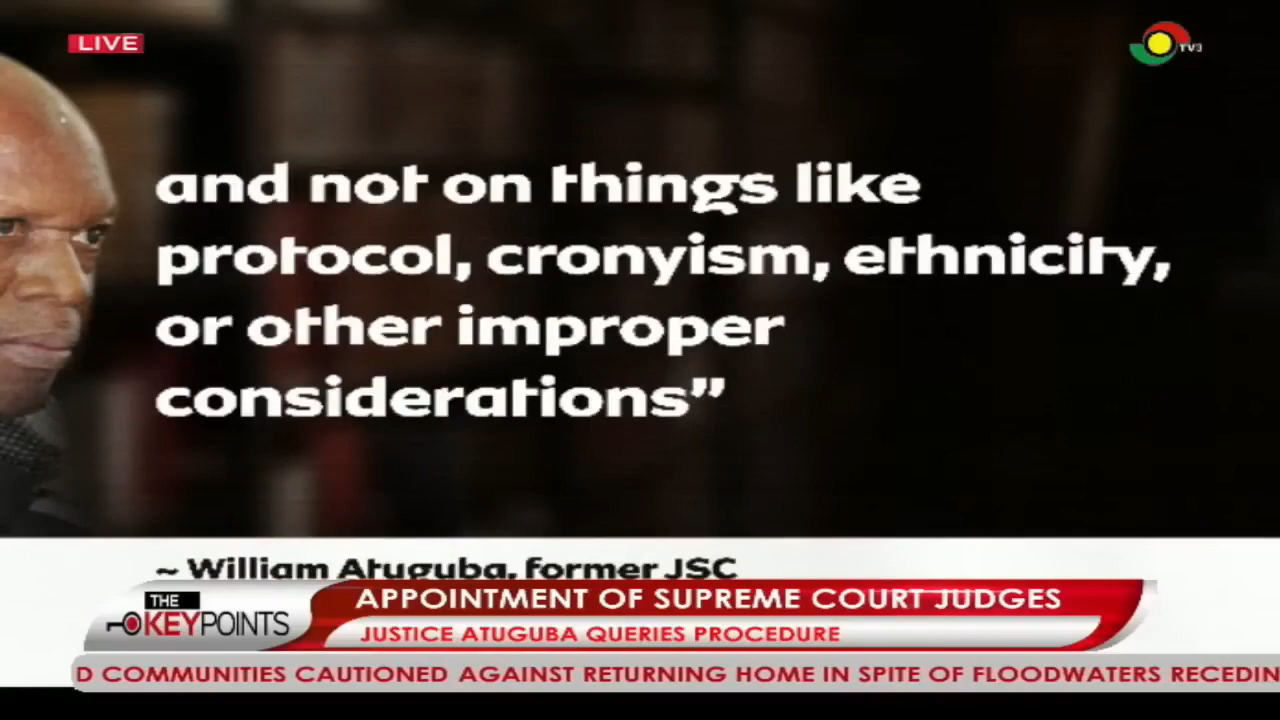 LIVE
TV3
and not on things like
protocol, cronyism, ethnicity,
or other improper
considerations”
~ William Atuguba, former JSC
THE
KEYPOINTS
APPOINTMENT OF SUPREME COURT JUDGES
JUSTICE ATUGUBA QUERIES PROCEDURE
D COMMUNITIES CAUTIONED AGAINST RETURNING HOME IN SPITE OF FLOODWATERS RECEDIN